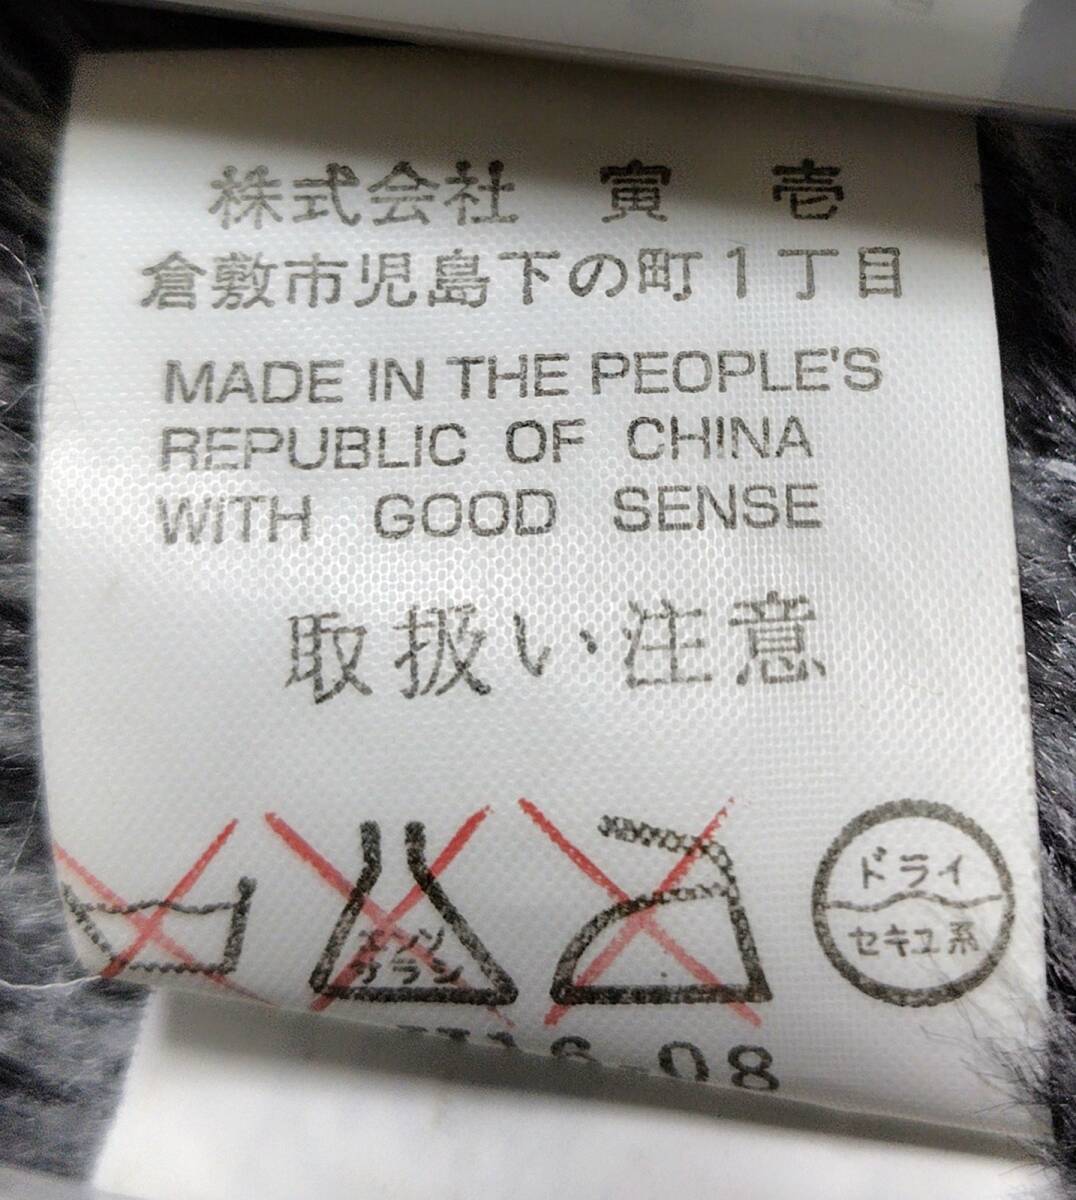 株式会社 寅壱
倉敷市児島下の町1丁目
MADE IN THE PEOPLE'S
REPUBLIC OF CHINA
WITH GOOD SENSE
取扱い注意
エンソ
サラシ
ドライ
セキユ系
16-08